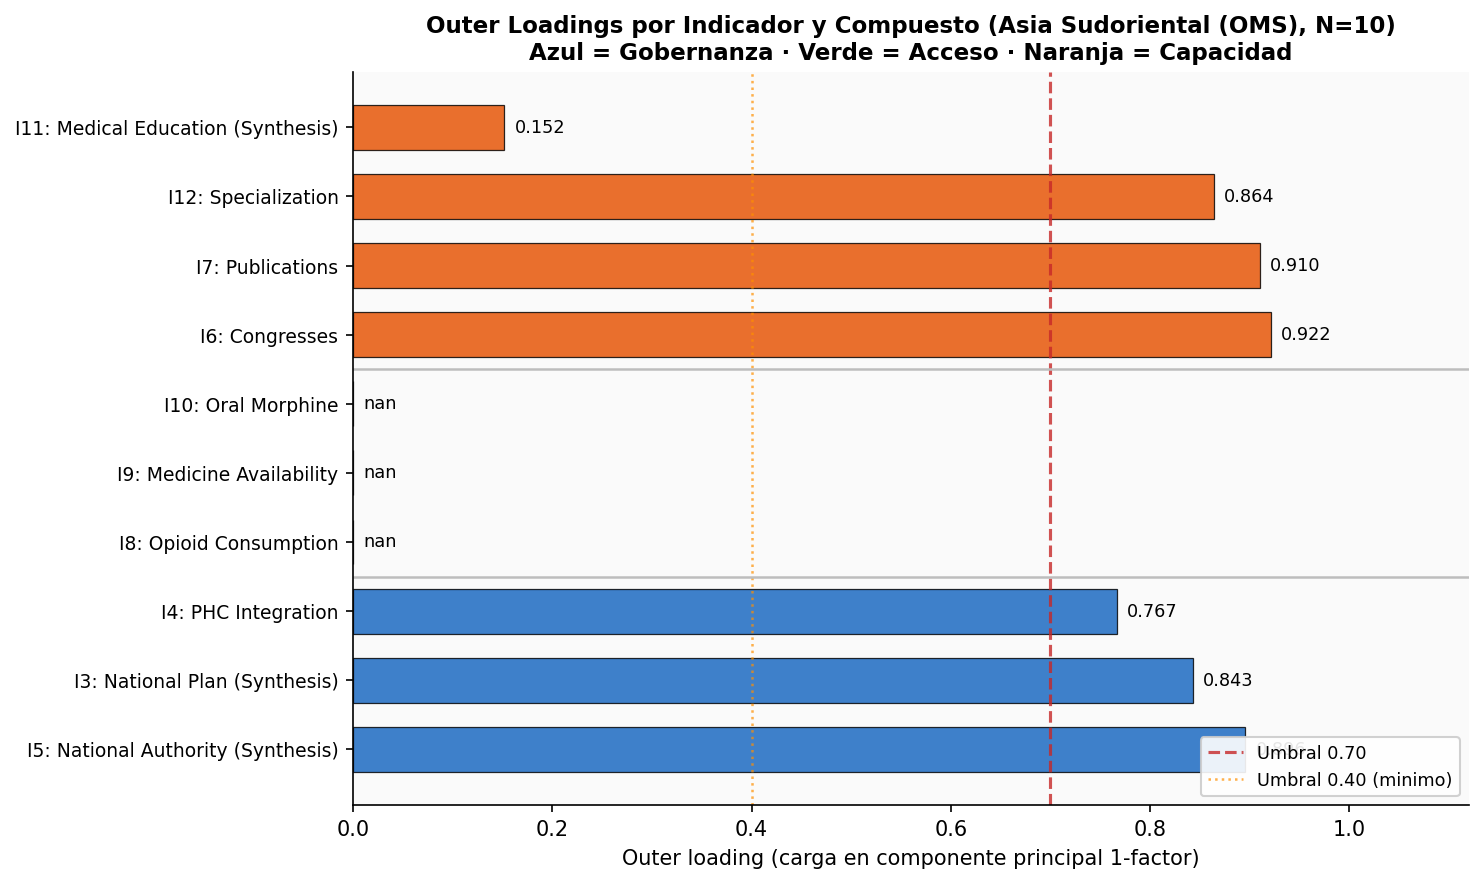 Outer Loadings por Indicador y Compuesto (Asia Sudoriental (OMS), N=10)
Azul = Gobernanza · Verde = Acceso · Naranja = Capacidad
I11: Medical Education (Synthesis)
0.152
I12: Specialization
0.864
I7: Publications
0.910
I6: Congresses
0.922
I10: Oral Morphine
nan
I9: Medicine Availability
nan
I8: Opioid Consumption
nan
I4: PHC Integration
0.767
I3: National Plan (Synthesis)
0.843
I5: National Authority (Synthesis)
Umbral 0.70
Umbral 0.40 (minimo)
0.0
0.2
0.4
0.6
0.8
1.0
Outer loading (carga en componente principal 1-factor)